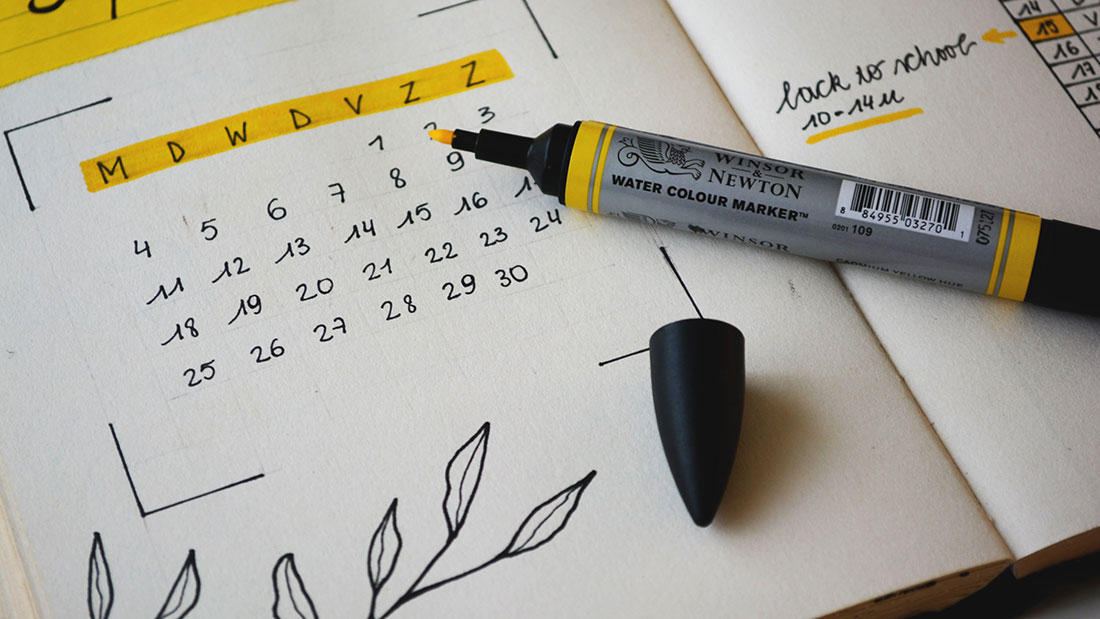 M D W D V Z Z
1 2 3
4 5 6 7 8 9
11 12 13 14 15 16
18 19 20 21 22 23 24
25 26 27 28 29 30
back to school
10-14u
14
15 V
16
17
WINSOR
&
NEWTON
WATER COLOUR MARKER™
WINSOR
8 84955 03270 1
0201 109
CADMIUM YELLOW HUE